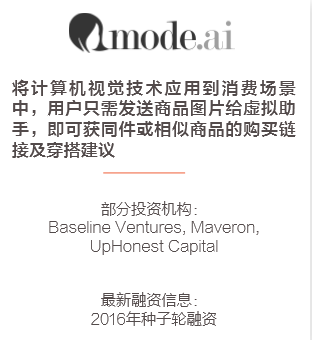 mode.ai
将计算机视觉技术应用到消费场景
中，用户只需发送商品图片给虚拟助
手，即可获同件或相似商品的购买链
接及穿搭建议
部分投资机构：
Baseline Ventures, Maveron,
UpHonest Capital
最新融资信息：
2016年种子轮融资